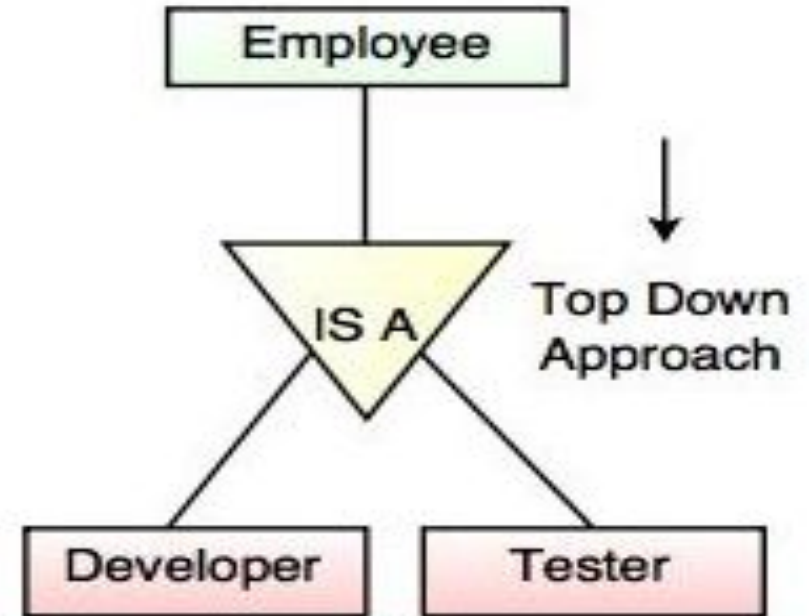 Employee
IS A
Top Down
Approach
Developer
Tester